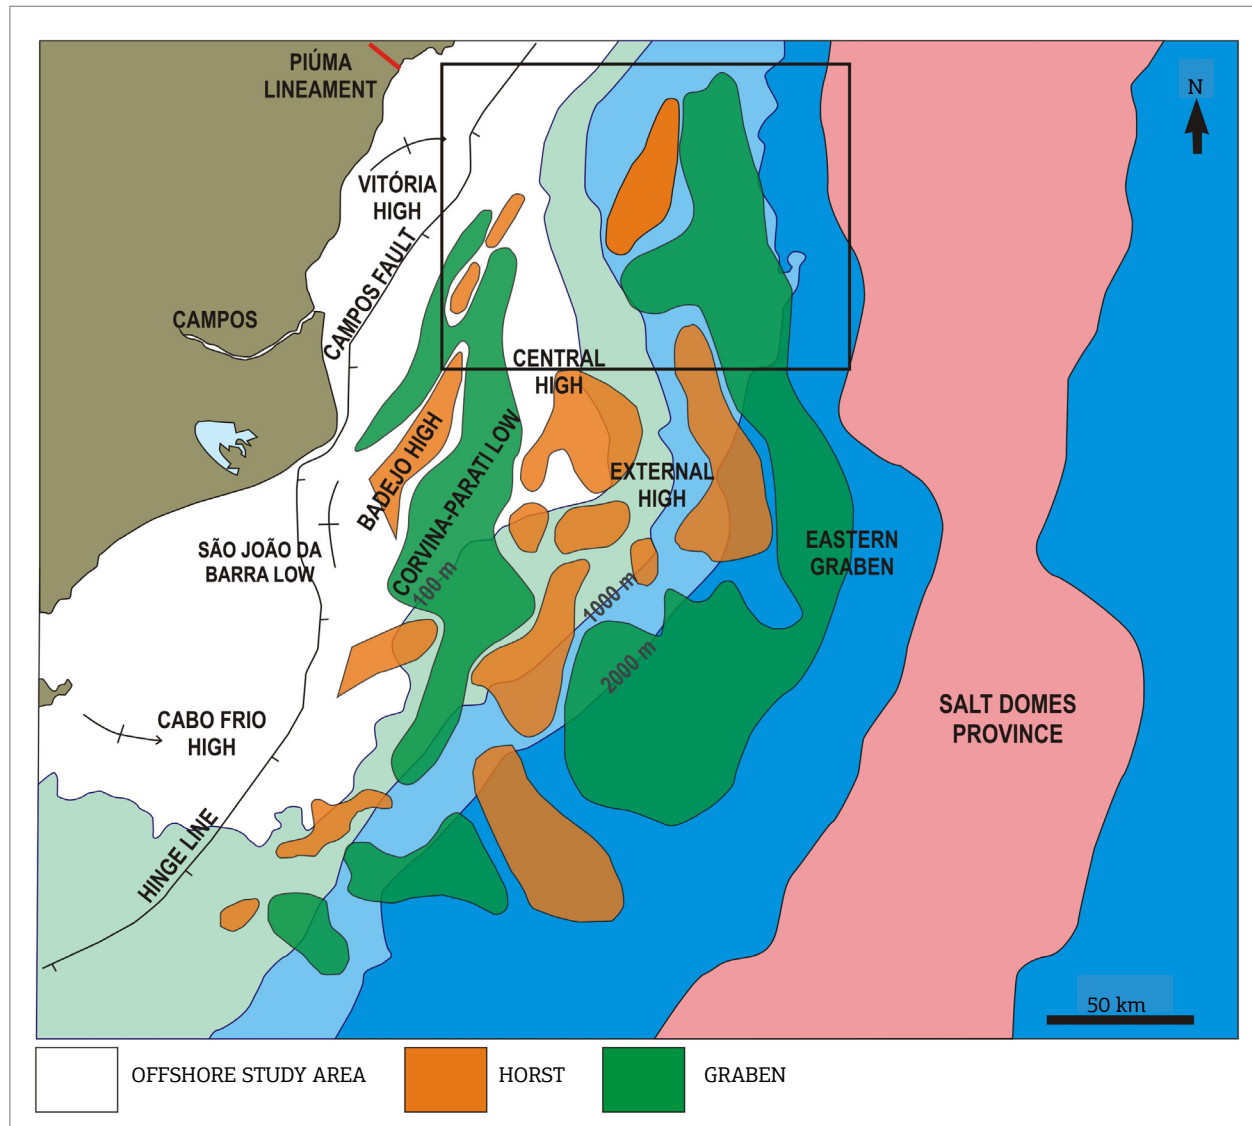 PIÚMA
LINEAMENT
N
VITÓRIA
HIGH
CAMPOS FAULT
CAMPOS
CENTRAL
HIGH
BADEJO HIGH
CORVINA-PARATI LOW
EXTERNAL
HIGH
EASTERN
GRABEN
SÃO JOÃO DA
BARRA LOW
100 m
1000 m
2000 m
SALT DOMES
PROVINCE
CABO FRIO
HIGH
HINGE LINE
50 km
OFFSHORE STUDY AREA
HORST
GRABEN